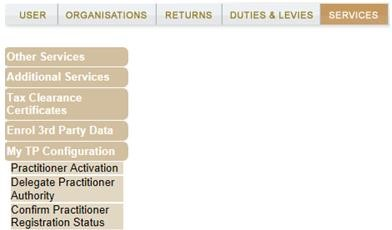 USER ORGANISATIONS RETURNS DUTIES & LEVIES SERVICES
Other Services
Additional Services
Tax Clearance
Certificates
Enrol 3rd Party Data
My TP Configuration
Practitioner Activation
Delegate Practitioner
Authority
Confirm Practitioner
Registration Status